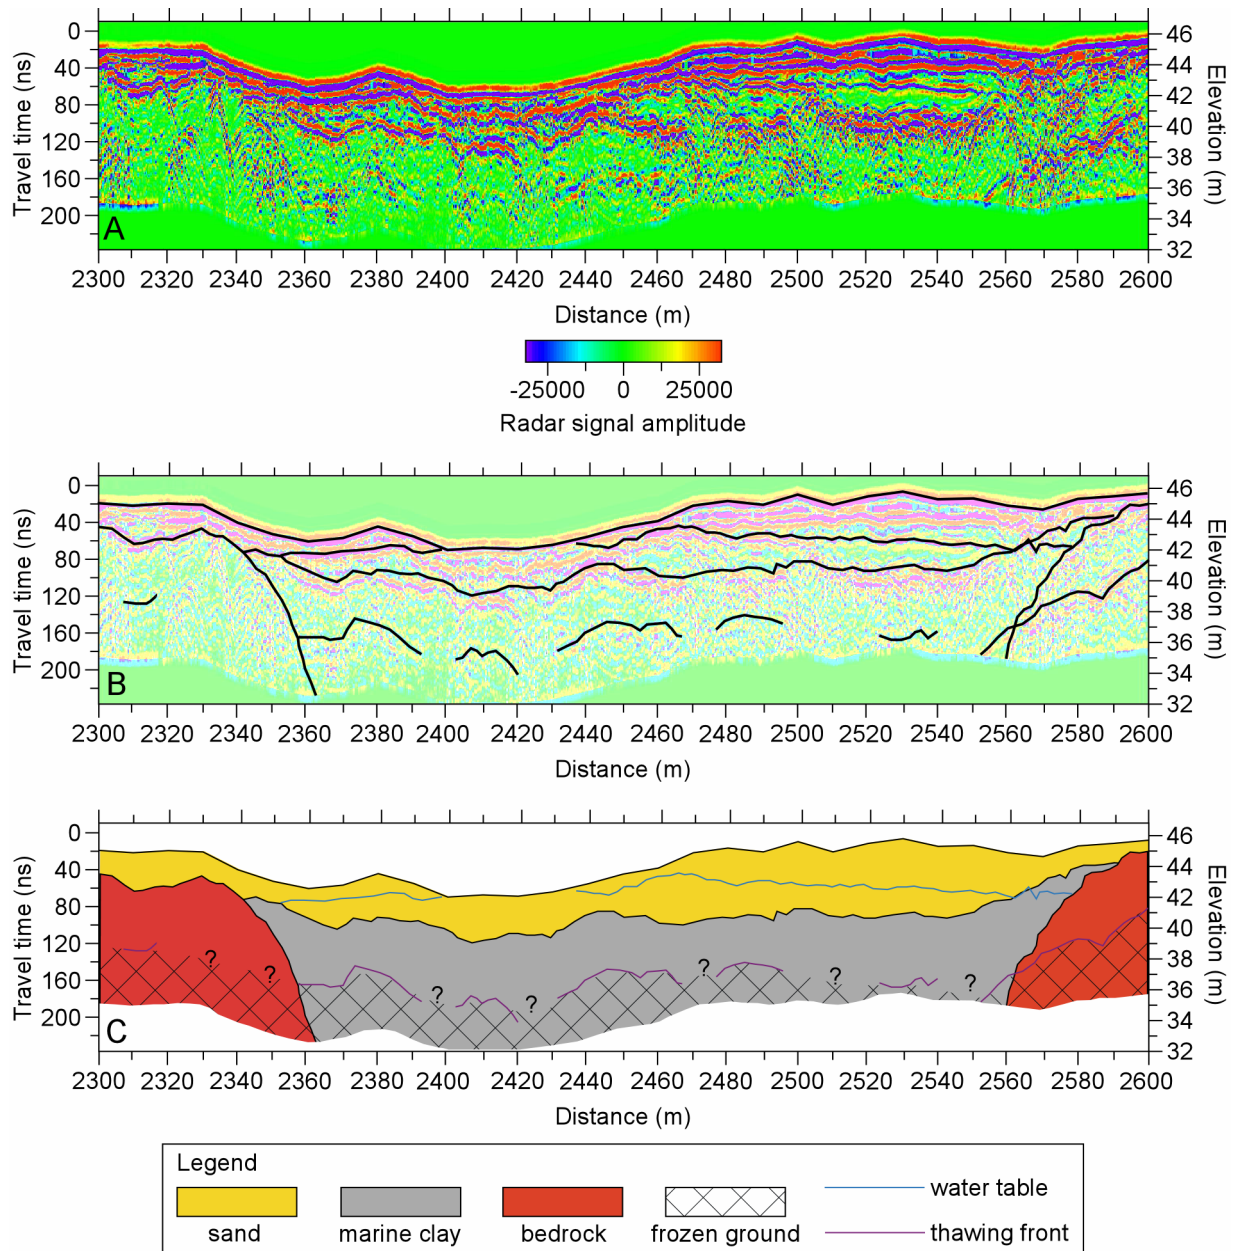 0
40
80
120
160
200
Travel time (ns)
A
46
44
42
40
38
36
34
32
Elevation (m)
2300 2320 2340 2360 2380 2400 2420 2440 2460 2480 2500 2520 2540 2560 2580 2600
Distance (m)
-25000 0 25000
Radar signal amplitude
0
40
80
120
160
200
Travel time (ns)
B
46
44
42
40
38
36
34
32
Elevation (m)
2300 2320 2340 2360 2380 2400 2420 2440 2460 2480 2500 2520 2540 2560 2580 2600
Distance (m)
0
40
80
120
160
200
Travel time (ns)
C
? ? ? ? ? ? ?
46
44
42
40
38
36
34
32
Elevation (m)
2300 2320 2340 2360 2380 2400 2420 2440 2460 2480 2500 2520 2540 2560 2580 2600
Distance (m)
Legend
sand
marine clay
bedrock
frozen ground
water table
thawing front